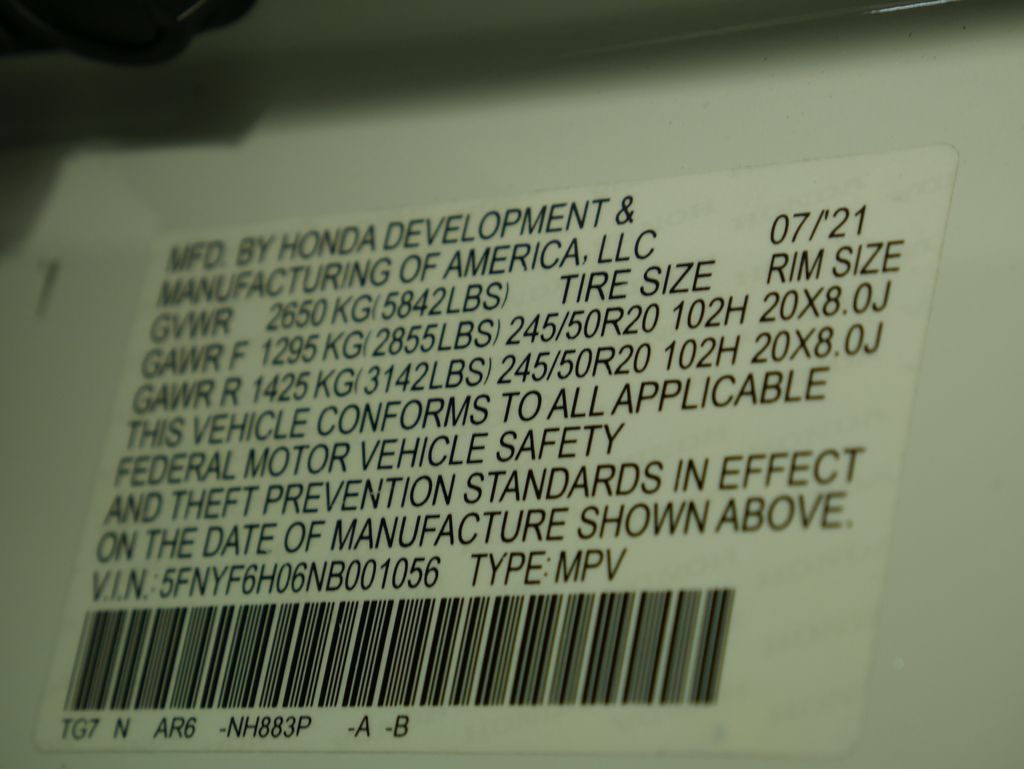 MFD. BY HONDA DEVELOPMENT &
MANUFACTURING OF AMERICA, LLC 07/'21
GVWR 2650 KG(5842LBS) TIRE SIZE RIM SIZE
GAWR F 1295 KG(2855LBS) 245/50R20 102H 20X8.0J
GAWR R 1425 KG(3142LBS) 245/50R20 102H 20X8.0J
THIS VEHICLE CONFORMS TO ALL APPLICABLE
FEDERAL MOTOR VEHICLE SAFETY
AND THEFT PREVENTION STANDARDS IN EFFECT
ON THE DATE OF MANUFACTURE SHOWN ABOVE.
V.I.N.: 5FNYF6H06NB001056 TYPE: MPV
TG7 N AR6 -NH883P -A -B